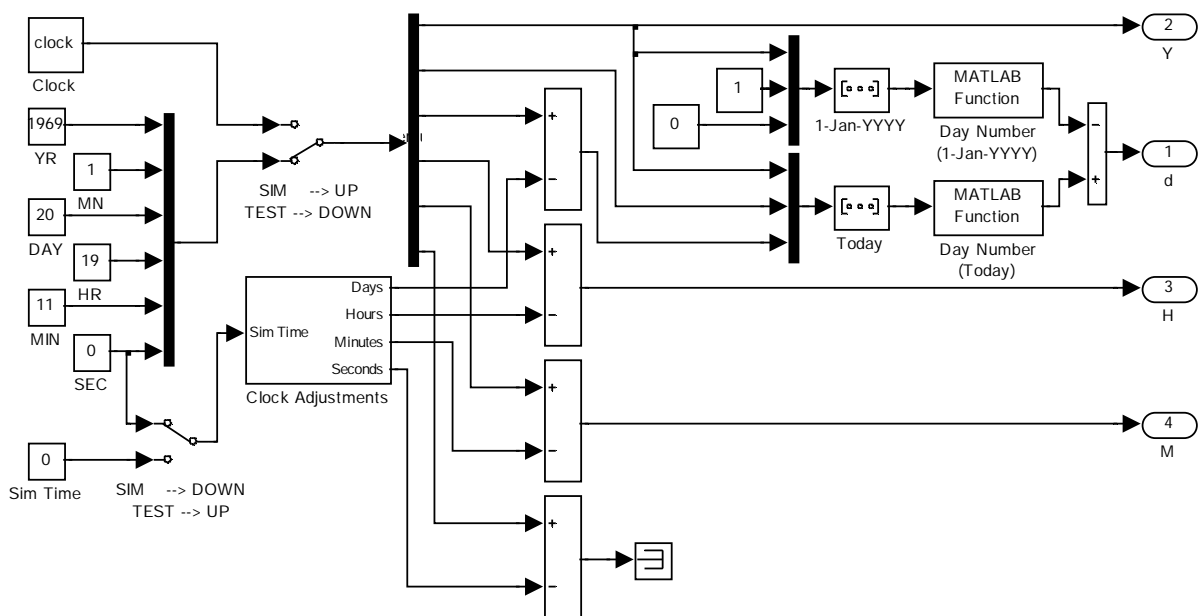 clock
Clock
1969
YR
1
MN
20
DAY
19
HR
11
MIN
0
SEC
0
Sim Time
SIM --> UP
TEST --> DOWN
SIM --> DOWN
TEST --> UP
Sim Time
Days
Hours
Minutes
Seconds
Clock Adjustments
+
−
+
−
+
−
+
−
1
0
[...]
1-Jan-YYYY
MATLAB
Function
Day Number
(1-Jan-YYYY)
[...]
Today
MATLAB
Function
Day Number
(Today)
−
+
2
Y
1
d
3
H
4
M